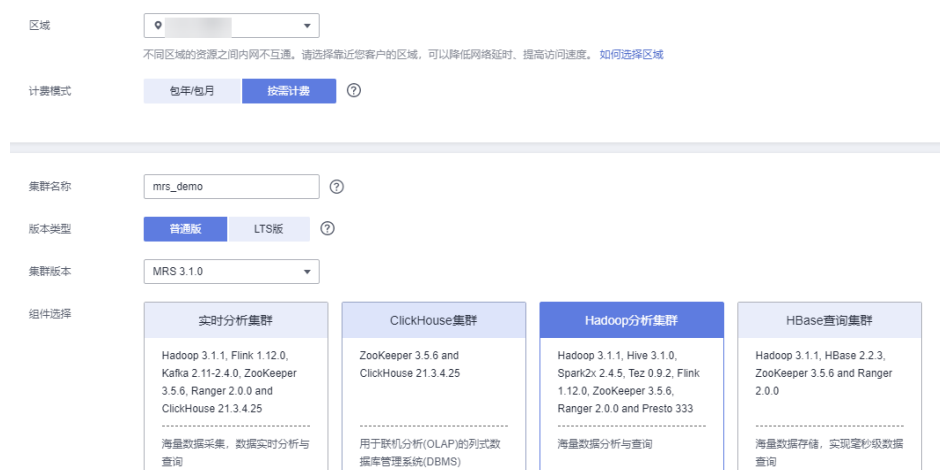 区域
不同区域的资源之间内网不互通。请选择靠近您客户的区域，可以降低网络延时、提高访问速度。 如何选择区域
计费模式 包年/包月 按需计费 ?
集群名称 mrs_demo ?
版本类型 普通版 LTS版 ?
集群版本 MRS 3.1.0
组件选择
实时分析集群
Hadoop 3.1.1, Flink 1.12.0,
Kafka 2.11-2.4.0, ZooKeeper
3.5.6, Ranger 2.0.0 and
ClickHouse 21.3.4.25
海量数据采集，数据实时分析与
查询
ClickHouse集群
ZooKeeper 3.5.6 and
ClickHouse 21.3.4.25
用于联机分析(OLAP)的列式数
据库管理系统(DBMS)
Hadoop分析集群
Hadoop 3.1.1, Hive 3.1.0,
Spark2x 2.4.5, Tez 0.9.2, Flink
1.12.0, ZooKeeper 3.5.6,
Ranger 2.0.0 and Presto 333
海量数据分析与查询
HBase查询集群
Hadoop 3.1.1, HBase 2.2.3,
ZooKeeper 3.5.6 and Ranger
2.0.0
海量数据存储，实现毫秒级数据
查询